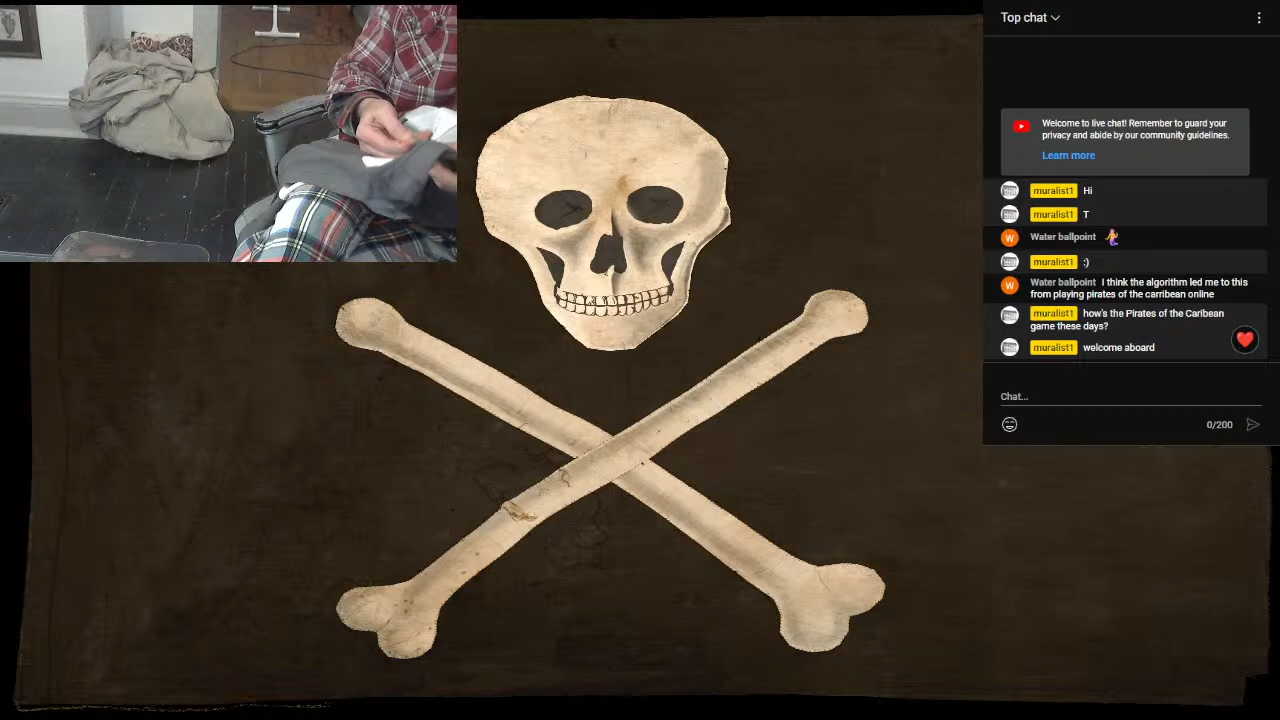 Top chat
Welcome to live chat! Remember to guard your
privacy and abide by our community guidelines.
Learn more
muralist1 Hi
muralist1 T
W Water ballpoint
muralist1 :)
W Water ballpoint I think the algorithm led me to this
from playing pirates of the carribean online
muralist1 how's the Pirates of the Caribean
game these days?
muralist1 welcome aboard
Chat...
0/200